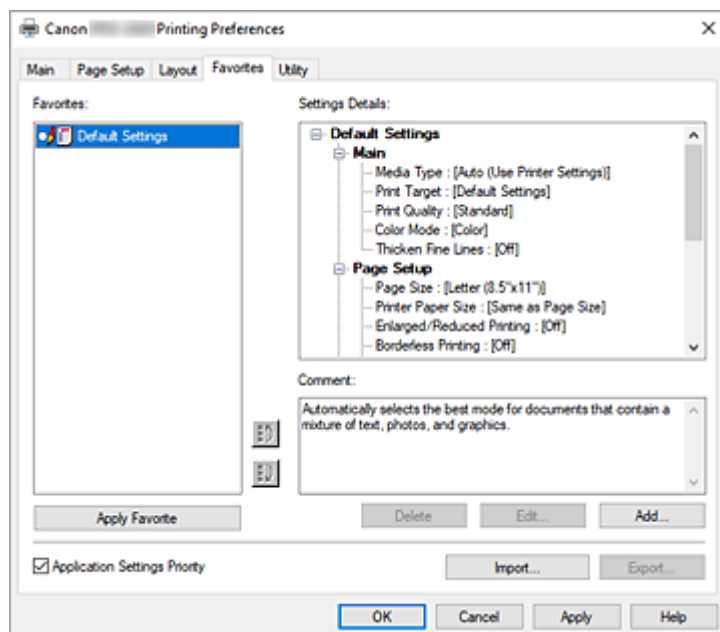 Canon Printing Preferences
Main Page Setup Layout Favorites Utility
Favorites:
Default Settings
Settings Details:
Default Settings
Main
Media Type : [Auto (Use Printer Settings)]
Print Target : [Default Settings]
Print Quality : [Standard]
Color Mode : [Color]
Thicken Fine Lines : [Off]
Page Setup
Page Size : [Letter (8.5"x11")]
Printer Paper Size : [Same as Page Size]
Enlarged/Reduced Printing : [Off]
Borderless Printing : [Off]
Comment:
Automatically selects the best mode for documents that contain a
mixture of text, photos, and graphics.
Apply Favorite
Delete Edit... Add...
Application Settings Priority
Import... Export...
OK Cancel Apply Help